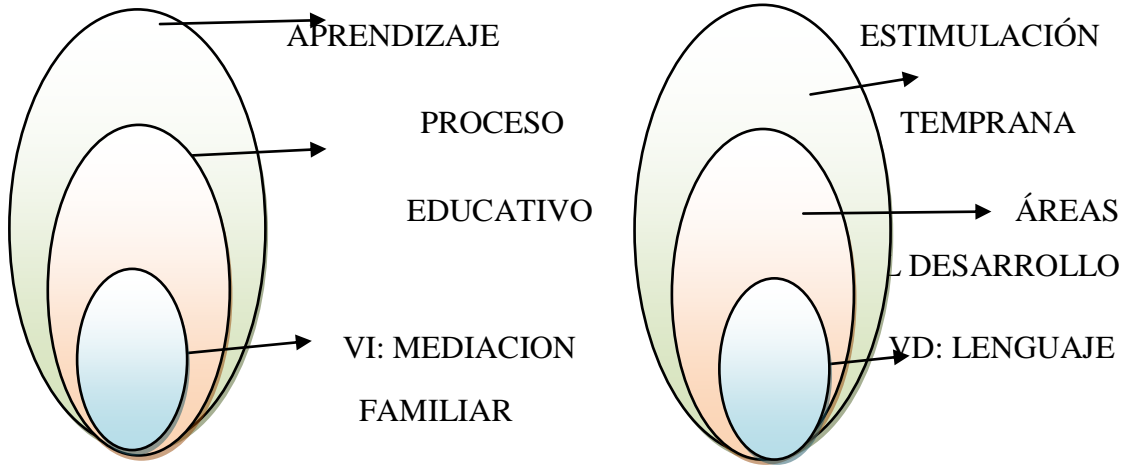 APRENDIZAJE
PROCESO
EDUCATIVO
VI: MEDIACION
FAMILIAR
ESTIMULACIÓN
TEMPRANA
ÁREAS
L DESARROLLO
VD: LENGUAJE